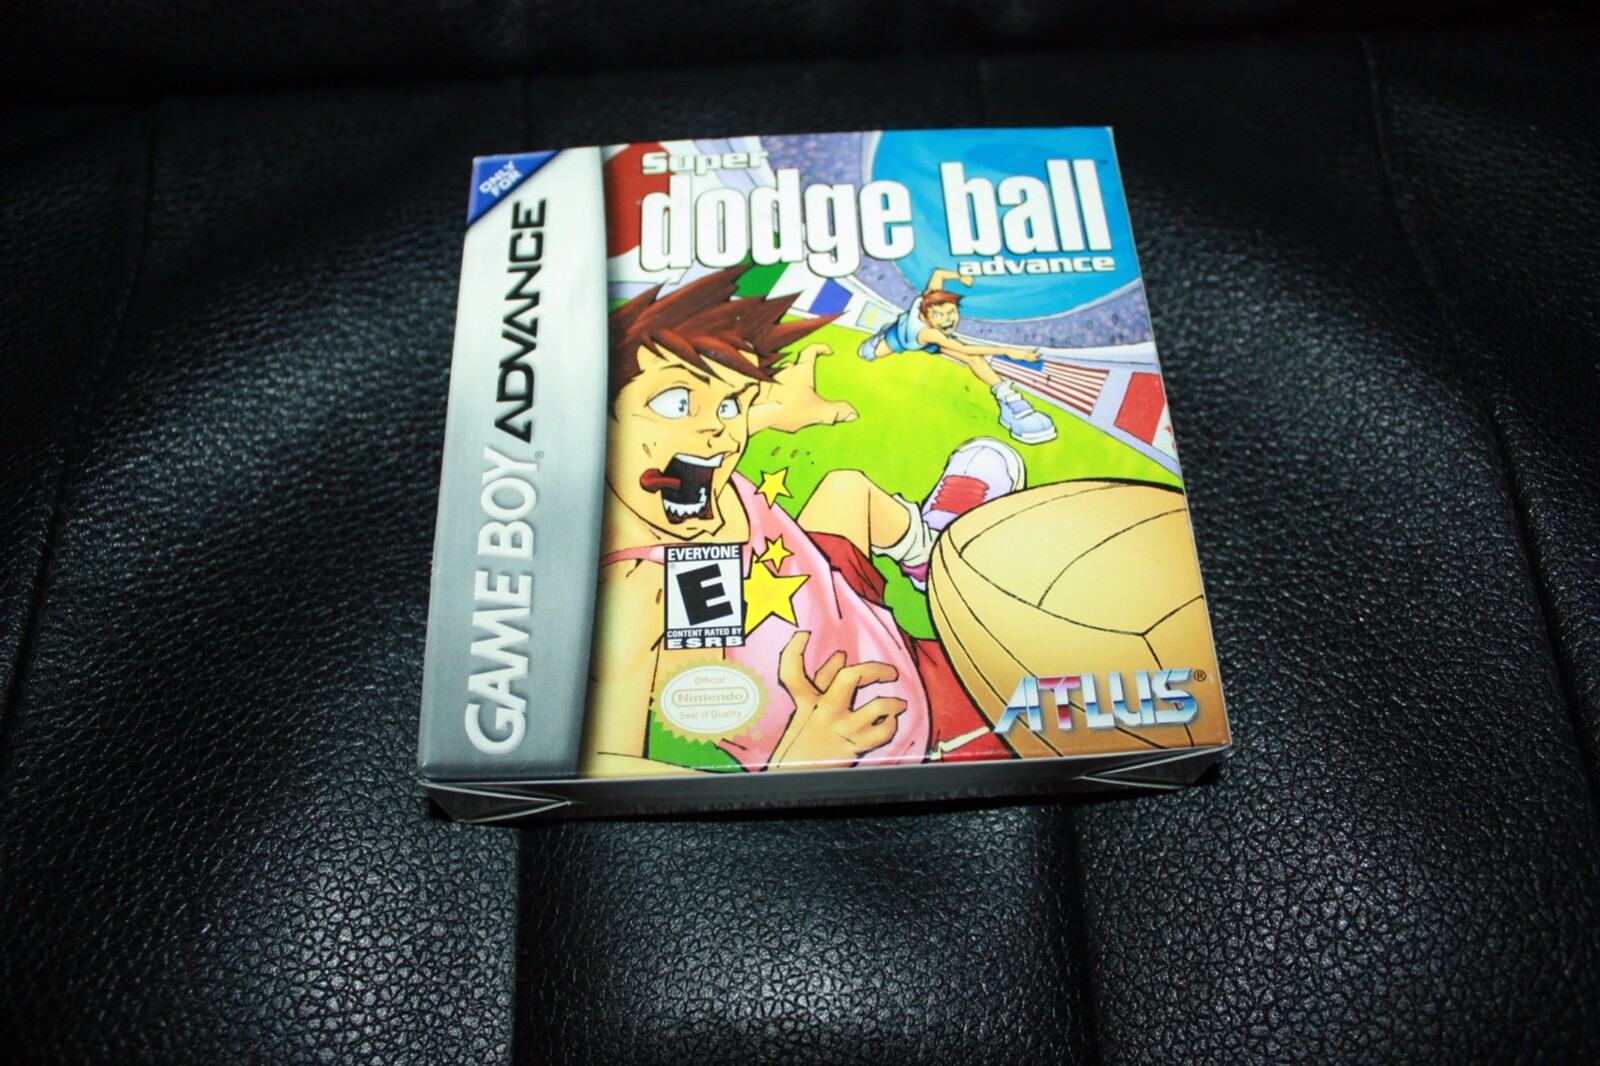 ONLY
FOR
GAME BOY ADVANCE
®
Super
dodge ball
™
advance
EVERYONE
E
®
CONTENT RATED BY
ESRB
Official
Nintendo
Seal of Quality
®
ATLUS®